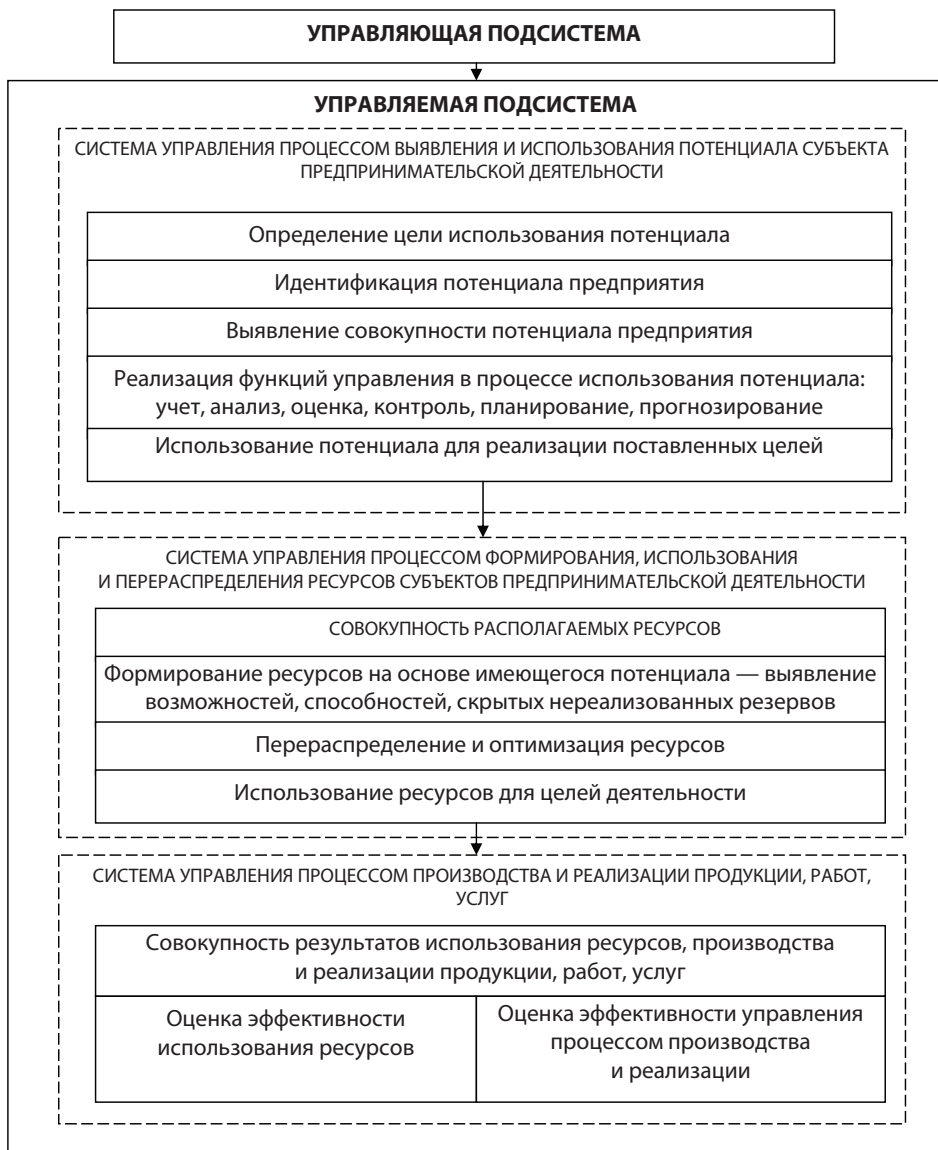 УПРАВЛЯЮЩАЯ ПОДСИСТЕМА
УПРАВЛЯЕМАЯ ПОДСИСТЕМА
СИСТЕМА УПРАВЛЕНИЯ ПРОЦЕССОМ ВЫЯВЛЕНИЯ И ИСПОЛЬЗОВАНИЯ ПОТЕНЦИАЛА СУБЪЕКТА
ПРЕДПРИНИМАТЕЛЬСКОЙ ДЕЯТЕЛЬНОСТИ
Определение цели использования потенциала
Идентификация потенциала предприятия
Выявление совокупности потенциала предприятия
Реализация функций управления в процессе использования потенциала:
учет, анализ, оценка, контроль, планирование, прогнозирование
Использование потенциала для реализации поставленных целей
СИСТЕМА УПРАВЛЕНИЯ ПРОЦЕССОМ ФОРМИРОВАНИЯ, ИСПОЛЬЗОВАНИЯ
И ПЕРЕРАСПРЕДЕЛЕНИЯ РЕСУРСОВ СУБЪЕКТОВ ПРЕДПРИНИМАТЕЛЬСКОЙ ДЕЯТЕЛЬНОСТИ
СОВОКУПНОСТЬ РАСПОЛАГАЕМЫХ РЕСУРСОВ
Формирование ресурсов на основе имеющегося потенциала — выявление
возможностей, способностей, скрытых нереализованных резервов
Перераспределение и оптимизация ресурсов
Использование ресурсов для целей деятельности
СИСТЕМА УПРАВЛЕНИЯ ПРОЦЕССОМ ПРОИЗВОДСТВА И РЕАЛИЗАЦИИ ПРОДУКЦИИ, РАБОТ,
УСЛУГ
Совокупность результатов использования ресурсов, производства
и реализации продукции, работ, услуг
Оценка эффективности
использования ресурсов
Оценка эффективности управления
процессом производства
и реализации